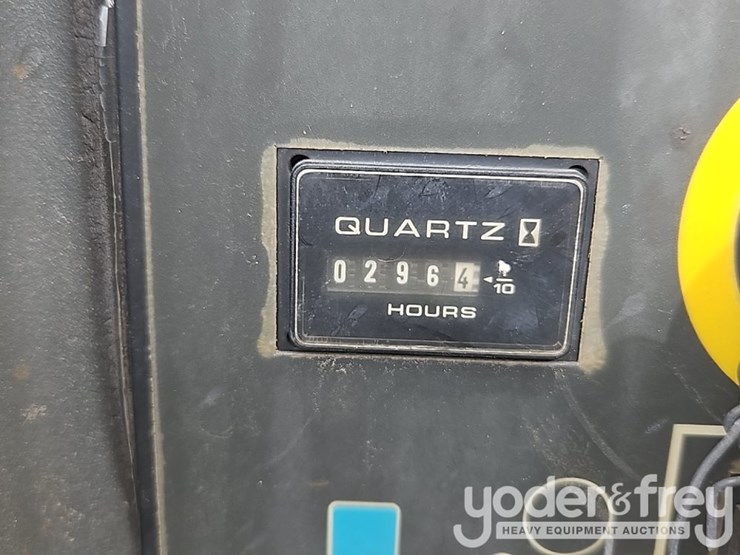 QUARTZ
02964 1/10
HOURS
yoder&frey
HEAVY EQUIPMENT AUCTIONS